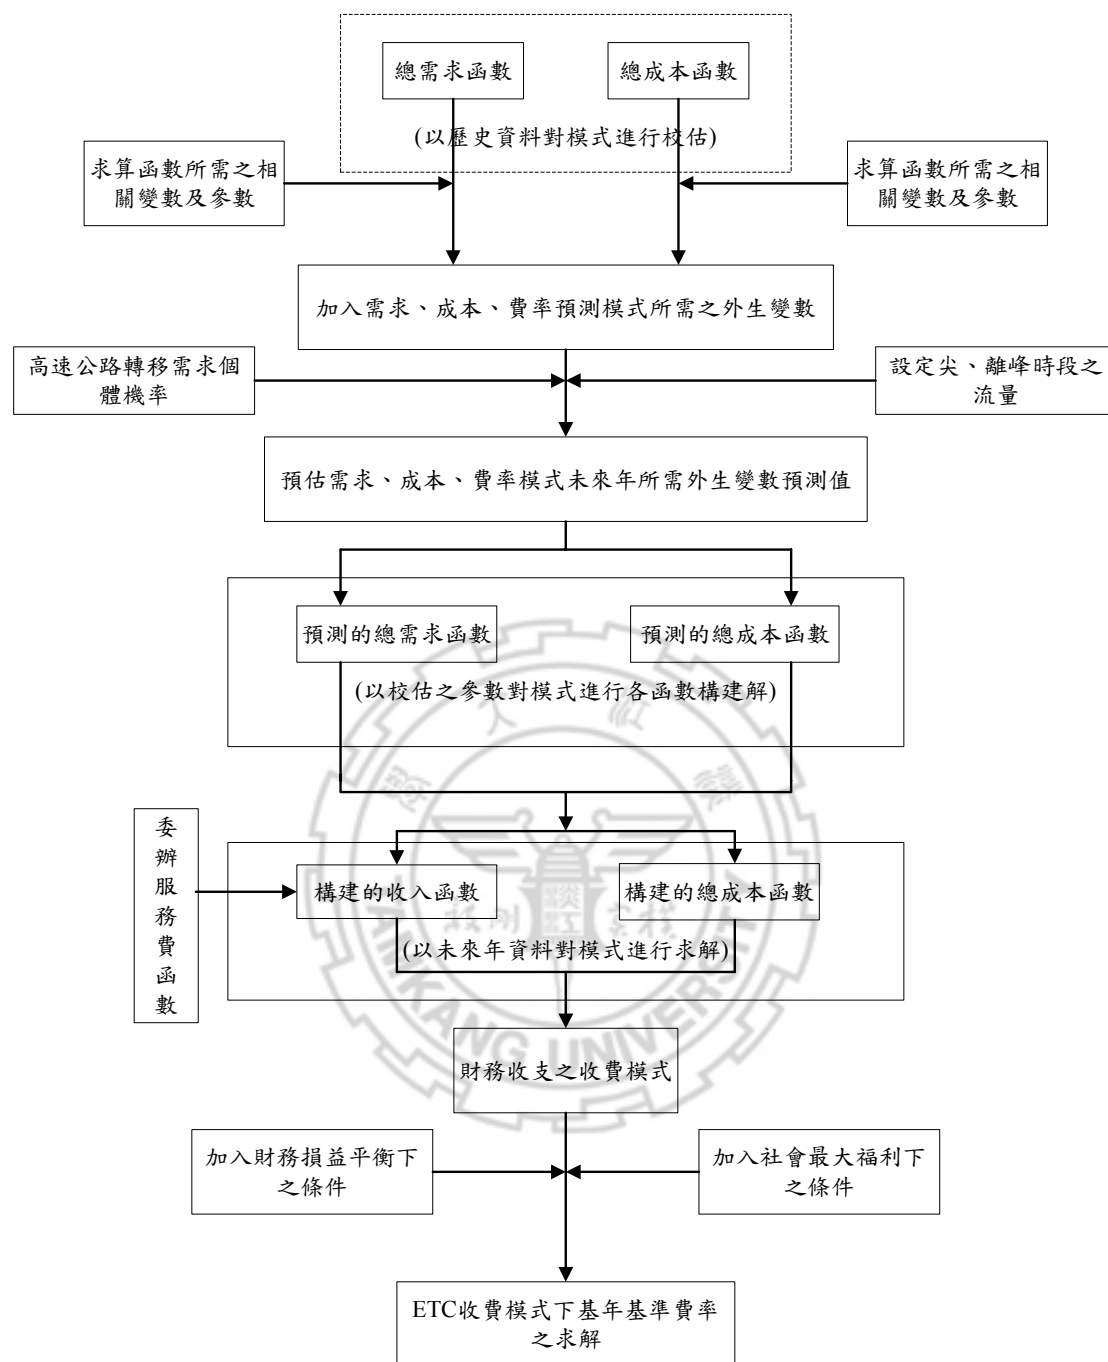 總需求函數
總成本函數
(以歷史資料對模式進行校估)
求算函數所需之相
關變數及參數
求算函數所需之相
關變數及參數
加入需求、成本、費率預測模式所需之外生變數
高速公路轉移需求個
體機率
設定尖、離峰時段之
流量
預估需求、成本、費率模式未來年所需外生變數預測值
預測的總需求函數
預測的總成本函數
(以校估之參數對模式進行各函數構建解)
委
辦
服
務
費
函
數
構建的收入函數
構建的總成本函數
(以未來年資料對模式進行求解)
財務收支之收費模式
加入財務損益平衡下
之條件
加入社會最大福利下
之條件
ETC收費模式下基年基準費率
之求解
TAMKANG UNIVERSITY